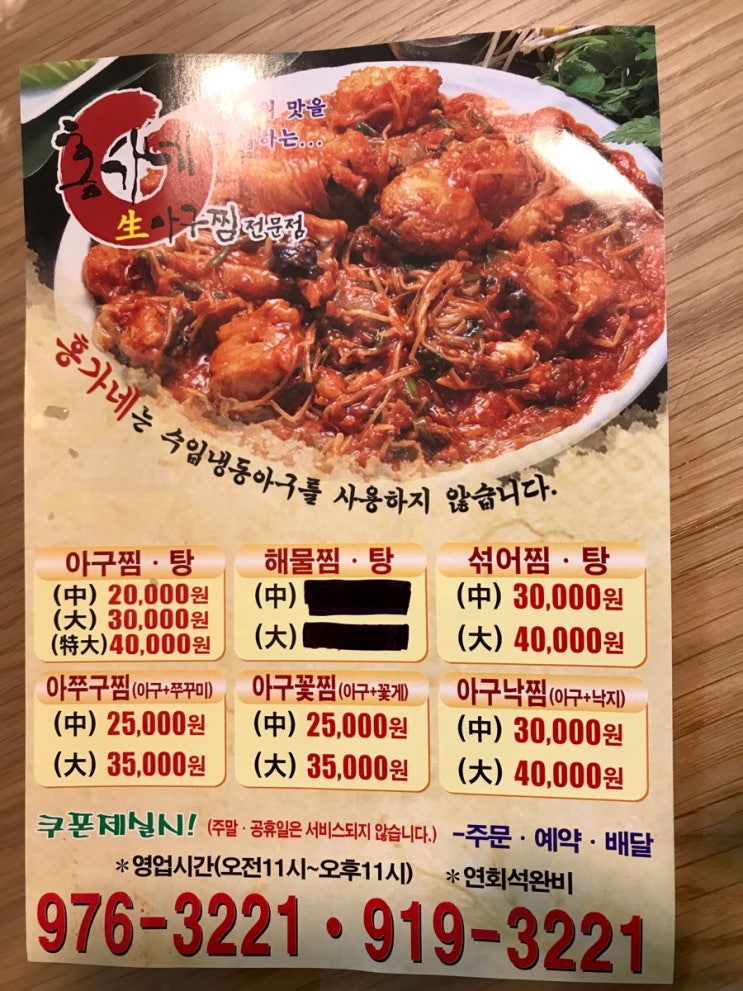 맛을
하는...
홍가네
生아구찜전문점
홍가네는 수입냉동아구를 사용하지 않습니다.
아구찜 · 탕
(中) 20,000원
(大) 30,000원
(特大) 40,000원
해물찜 · 탕
(中)
(大)
섞어찜 · 탕
(中) 30,000원
(大) 40,000원
아쭈구찜(아구+쭈꾸미)
(中) 25,000원
(大) 35,000원
아구꽃찜(아구+꽃게)
(中) 25,000원
(大) 35,000원
아구낙찜(아구+낙지)
(中) 30,000원
(大) 40,000원
쿠폰제실시! (주말 · 공휴일은 서비스되지 않습니다.) -주문 · 예약 · 배달
*영업시간(오전11시~오후11시) *연회석완비
976-3221 · 919-3221